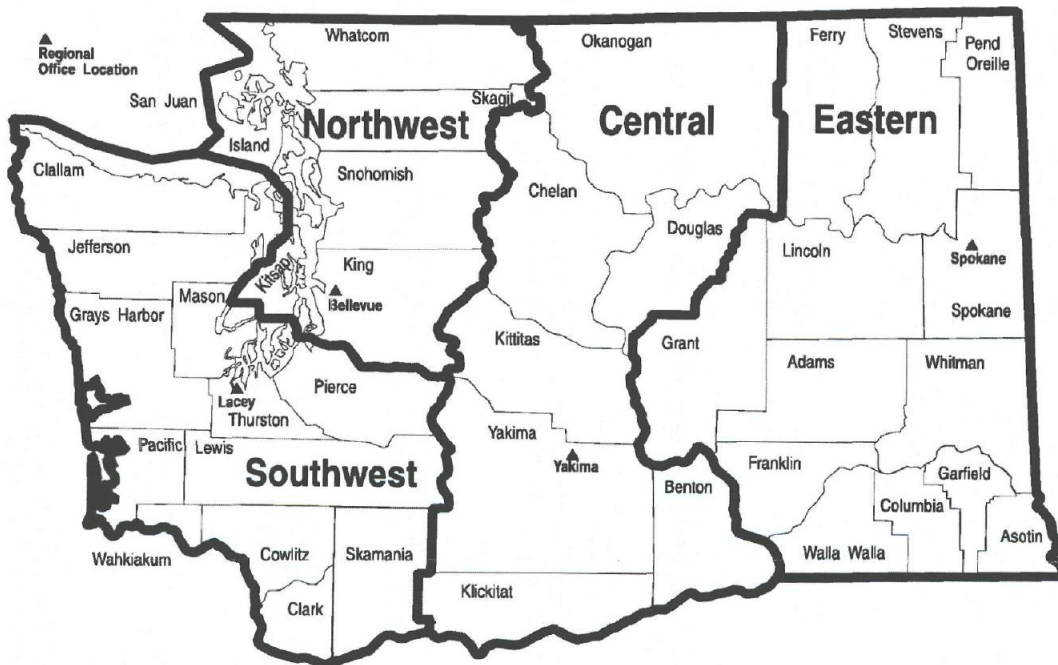 Regional
Office Location
San Juan
Whatcom
Skagit
Northwest
Island
Snohomish
King
Kitsap
Bellevue
Clallam
Jefferson
Mason
Grays Harbor
Pierce
Lacey
Thurston
Pacific
Lewis
Southwest
Wahkiakum
Cowlitz
Skamania
Clark
Okanogan
Central
Chelan
Douglas
Kittitas
Yakima
Yakima
Benton
Klickitat
Ferry
Stevens
Pend
Oreille
Eastern
Lincoln
Spokane
Spokane
Grant
Adams
Whitman
Franklin
Garfield
Columbia
Walla Walla
Asotin